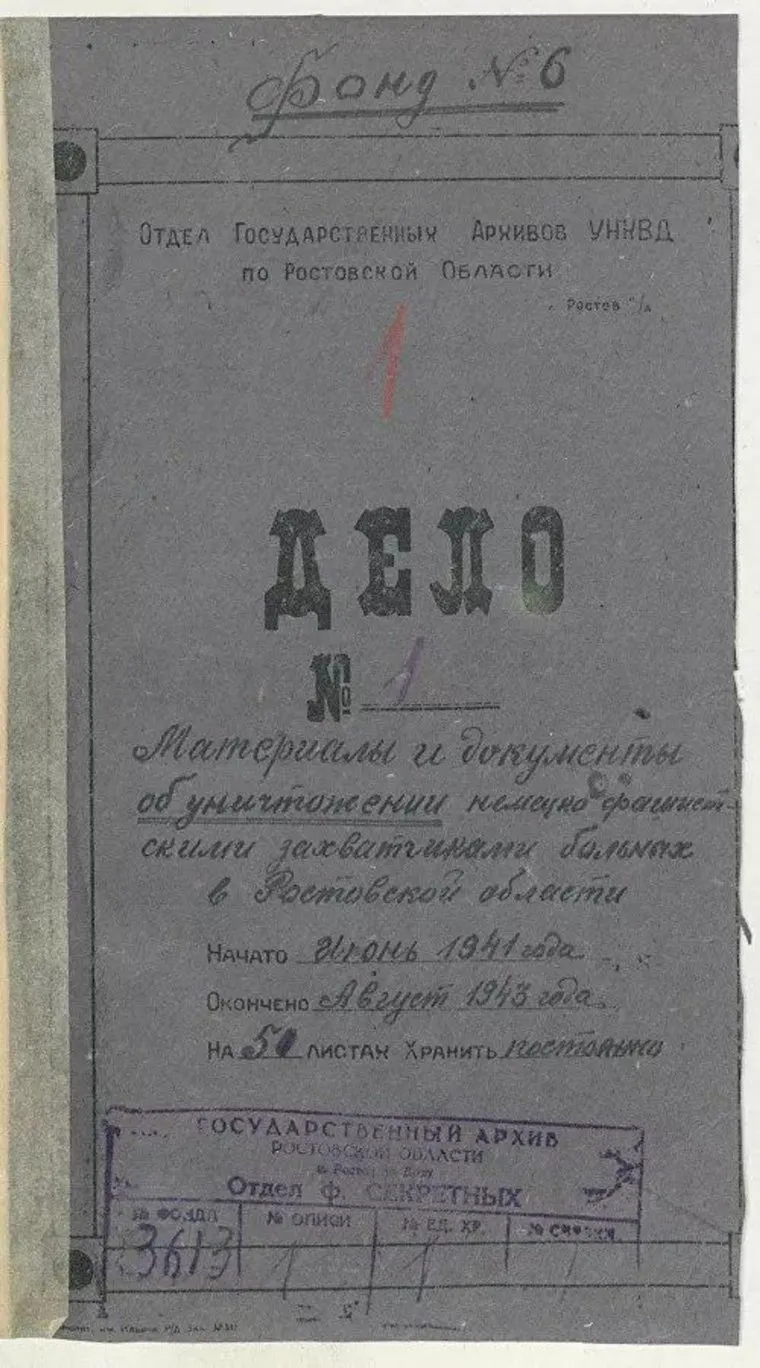 Фонд № 6
ОТДЕЛ ГОСУДАРСТВЕННЫХ АРХИВОВ УНКВД
ПО РОСТОВСКОЙ ОБЛАСТИ
Ростов н/Д
1
ДЕЛО
№ 1
Материалы и документы
об уничтожении немецко фашист-
скими захватчиками больных
в Ростовской области
НАЧАТО Июнь 1941 года
ОКОНЧЕНО Август 1943 года
НА 50 ЛИСТАХ ХРАНИТЬ постоянно
ГОСУДАРСТВЕННЫЙ АРХИВ
РОСТОВСКОЙ ОБЛАСТИ
Отдел ф. СЕКРЕТНЫХ
№ ФОНДА № ОПИСИ № ЕД. ХР.
3613 1 1